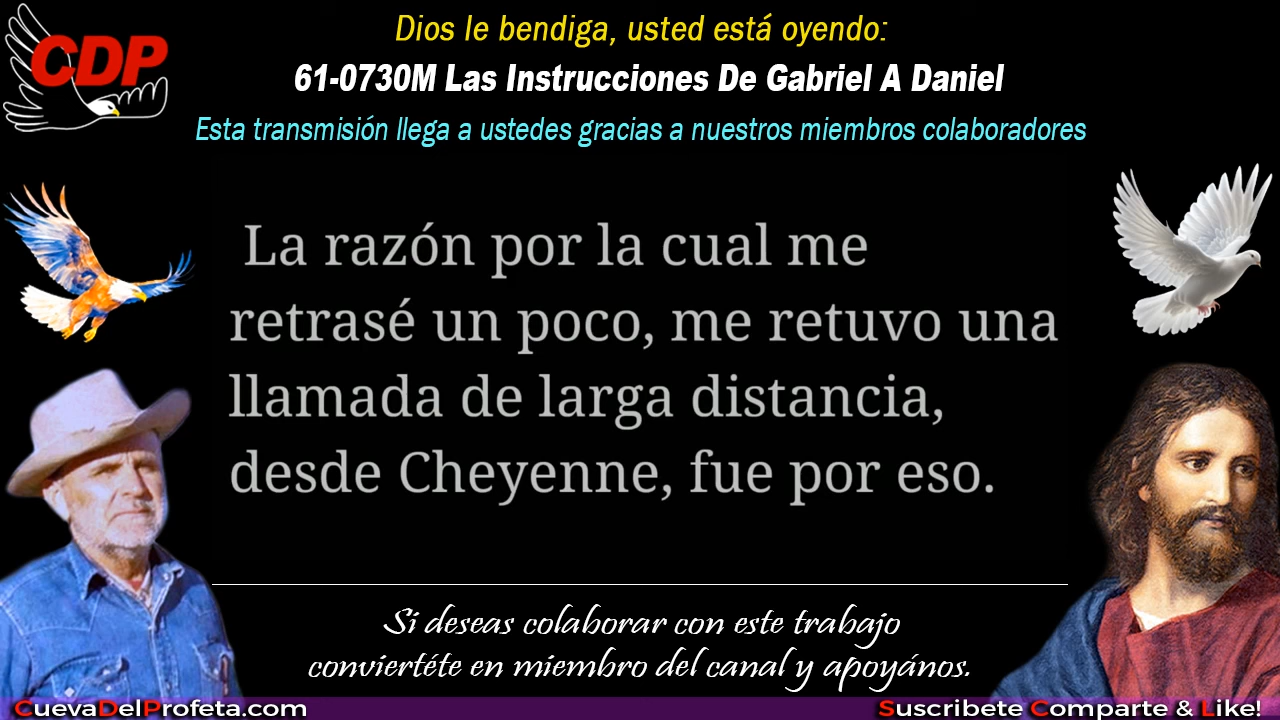 CDP
Dios le bendiga, usted está oyendo:
61-0730M Las Instrucciones De Gabriel A Daniel
Esta transmisión llega a ustedes gracias a nuestros miembros colaboradores
La razón por la cual me
retrasé un poco, me retuvo una
llamada de larga distancia,
desde Cheyenne, fue por eso.
Si deseas colaborar con este trabajo
conviertéte en miembro del canal y apoyános.
CuevaDelProfeta.com
Suscribete Comparte & Like!